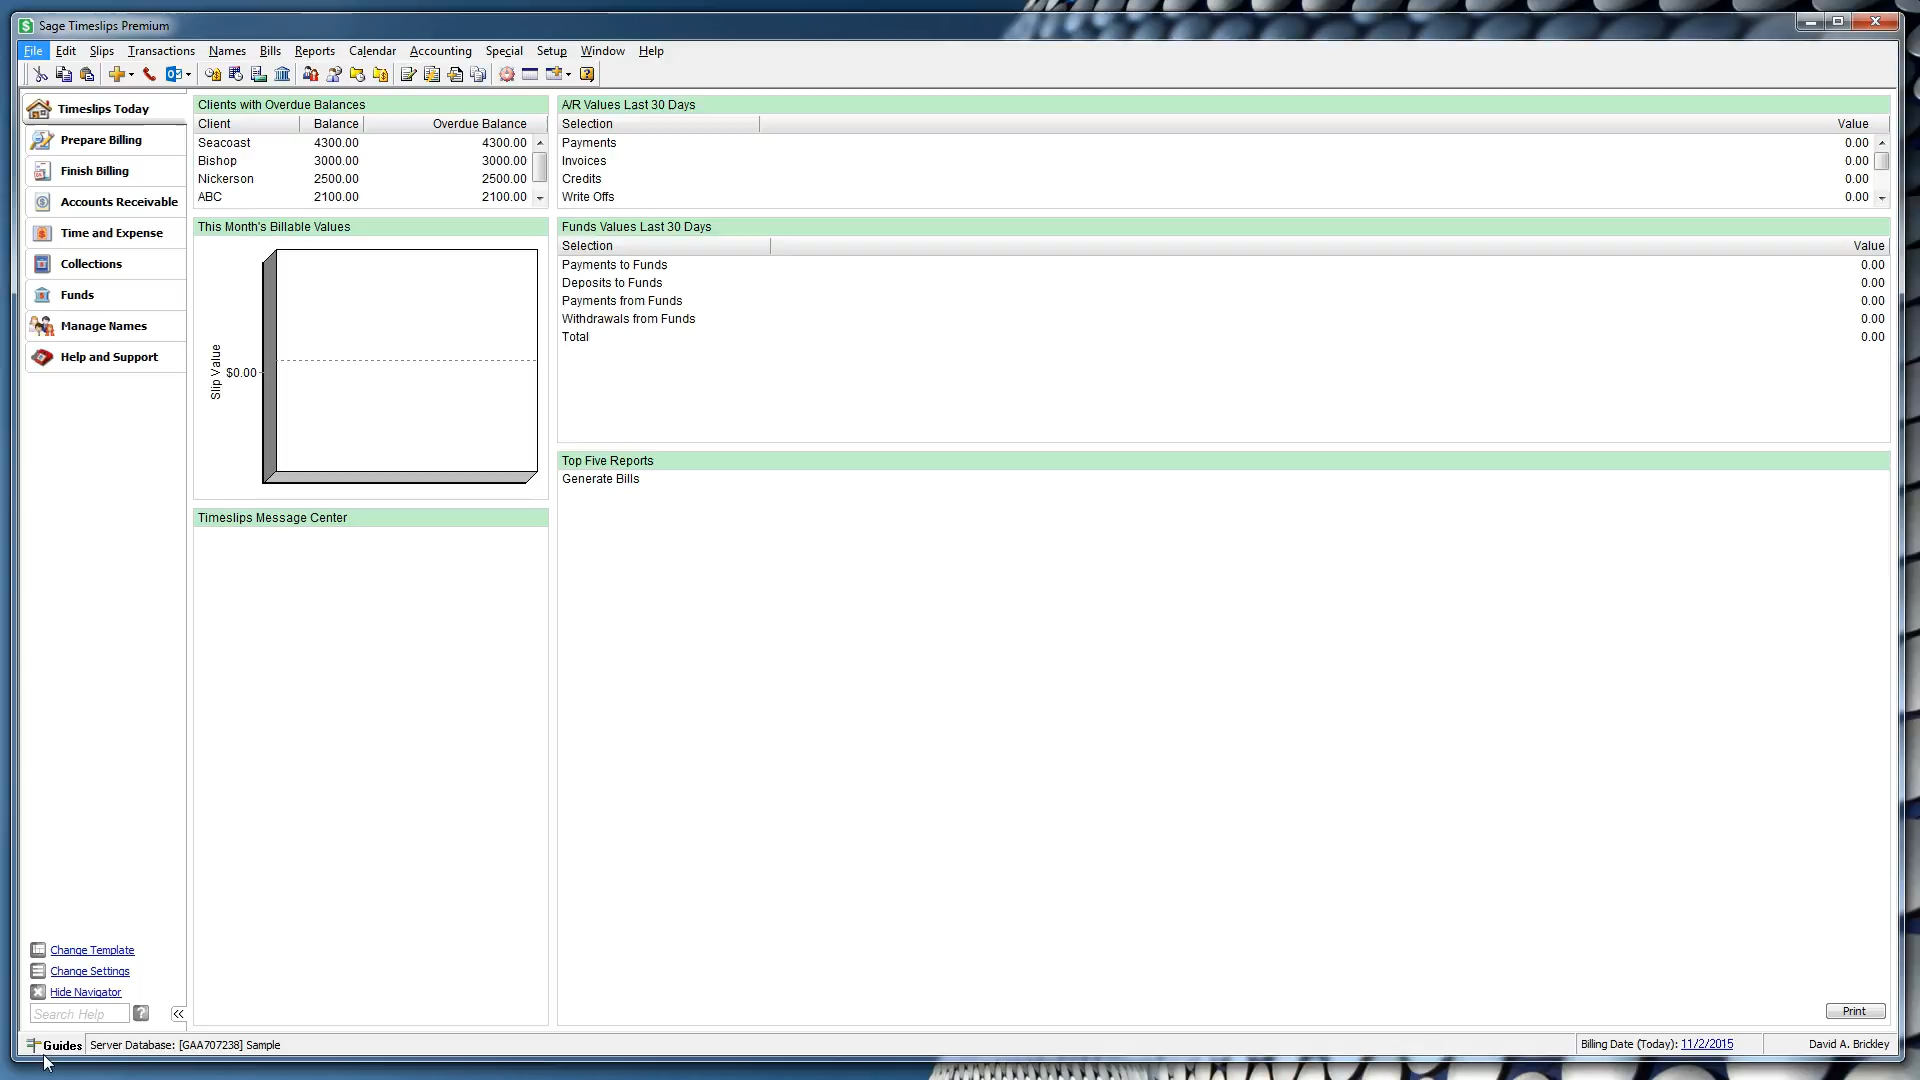 Sage Timeslips Premium
File Edit Slips Transactions Names Bills Reports Calendar Accounting Special Setup Window Help
Timeslips Today
Prepare Billing
Finish Billing
Accounts Receivable
Time and Expense
Collections
Funds
Manage Names
Help and Support
Clients with Overdue Balances
Client Balance Overdue Balance
Seacoast 4300.00 4300.00
Bishop 3000.00 3000.00
Nickerson 2500.00 2500.00
ABC 2100.00 2100.00
This Month's Billable Values
Slip Value
$0.00
Timeslips Message Center
A/R Values Last 30 Days
Selection Value
Payments 0.00
Invoices 0.00
Credits 0.00
Write Offs 0.00
Funds Values Last 30 Days
Selection Value
Payments to Funds 0.00
Deposits to Funds 0.00
Payments from Funds 0.00
Withdrawals from Funds 0.00
Total 0.00
Top Five Reports
Generate Bills
Change Template
Change Settings
Hide Navigator
Search Help ?
Print
Guides Server Database: [GAA707238] Sample Billing Date (Today): 11/2/2015 David A. Brickley